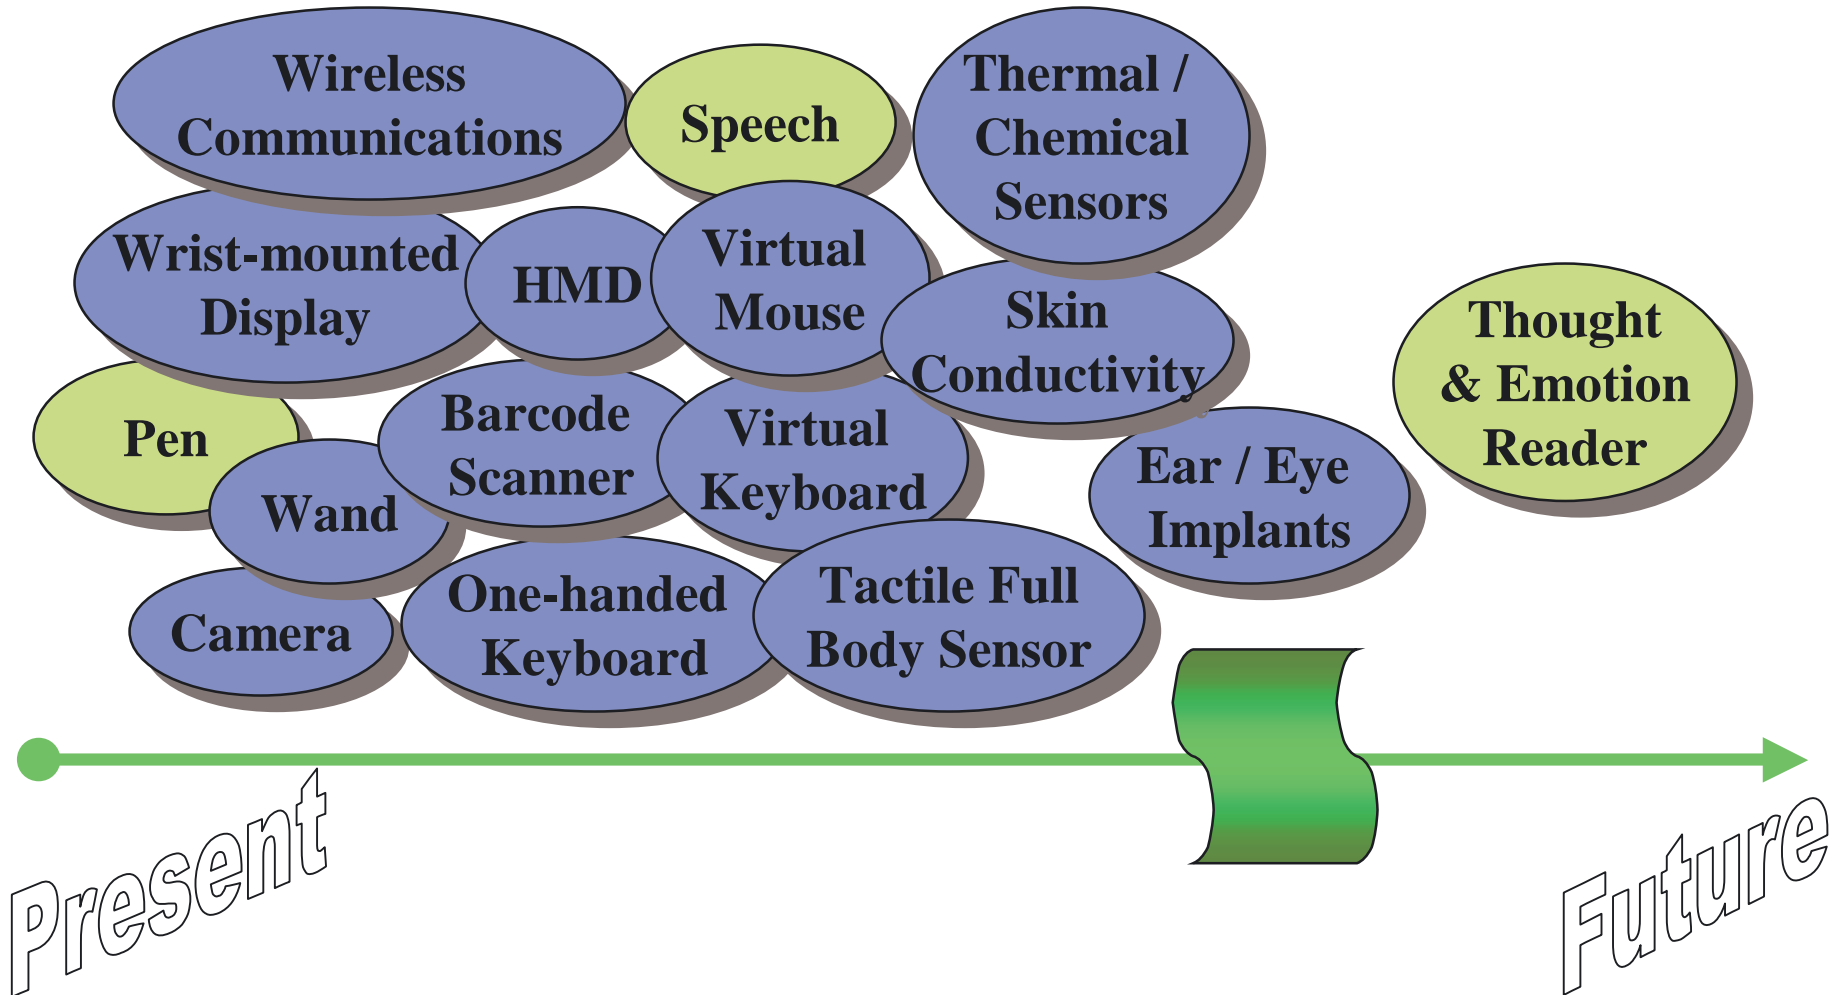 Wireless
Communications
Speech
Thermal /
Chemical
Sensors
Wrist-mounted
Display
HMD
Virtual
Mouse
Skin
Conductivity
Thought
& Emotion
Reader
Pen
Wand
Barcode
Scanner
Virtual
Keyboard
Ear / Eye
Implants
Camera
One-handed
Keyboard
Tactile Full
Body Sensor
Present
Future